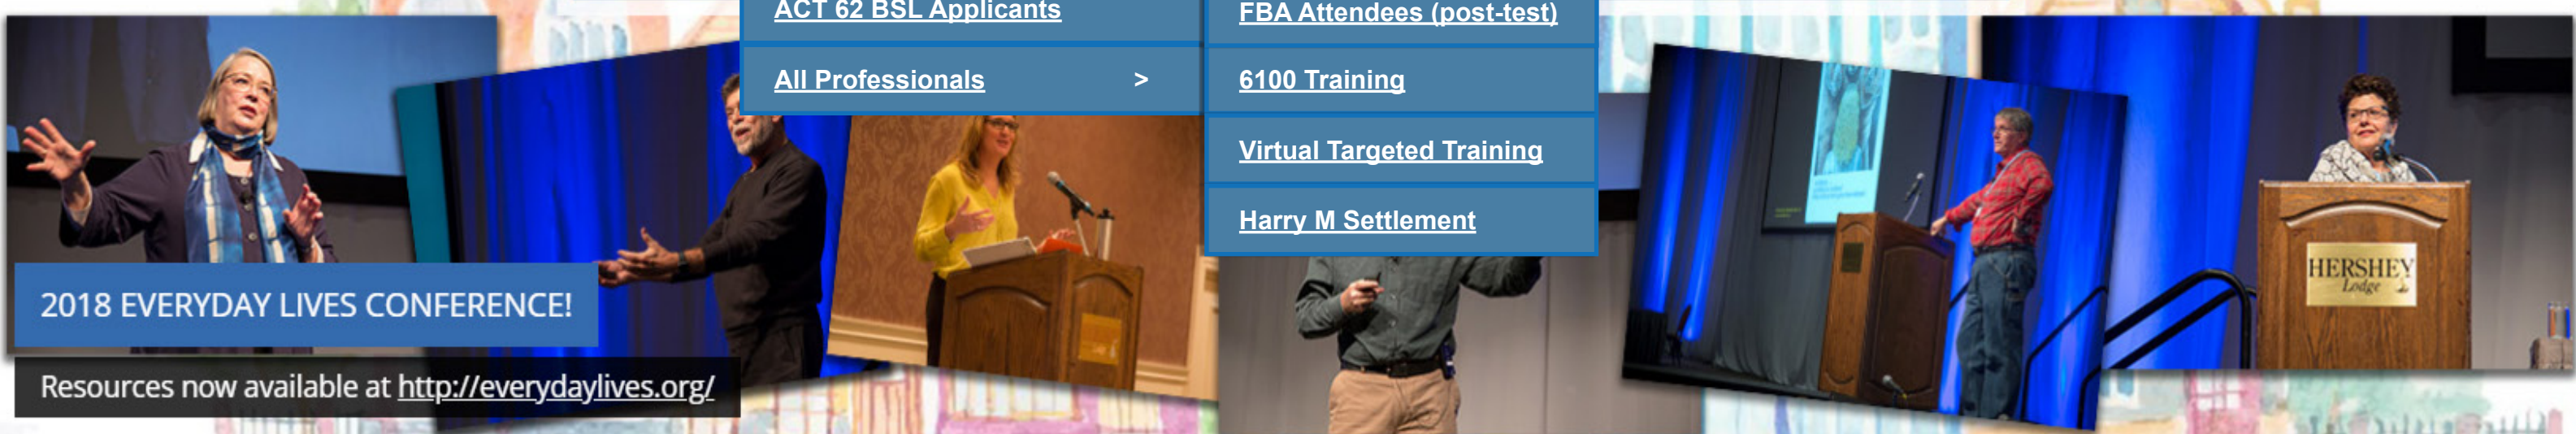 ACT 62 BSL Applicants
All Professionals >
FBA Attendees (post-test)
6100 Training
Virtual Targeted Training
Harry M Settlement
2018 EVERYDAY LIVES CONFERENCE!
Resources now available at http://everydaylives.org/
HERSHEY
Lodge